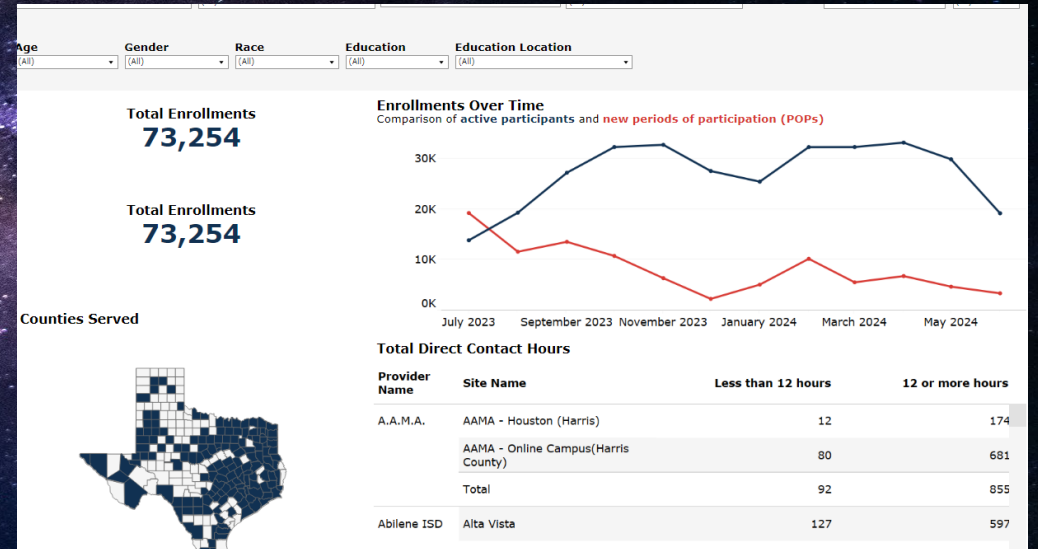 Age Gender Race Education Education Location
(All) (All) (All) (All) (All)
Total Enrollments
73,254
Total Enrollments
73,254
Counties Served
Enrollments Over Time
Comparison of active participants and new periods of participation (POPs)
30K
20K
10K
0K
July 2023 September 2023 November 2023 January 2024 March 2024 May 2024
Total Direct Contact Hours
Provider Name Site Name Less than 12 hours 12 or more hours
A.A.M.A. AAMA - Houston (Harris) 12 174
AAMA - Online Campus(Harris
County) 80 681
Total 92 855
Abilene ISD Alta Vista 127 597